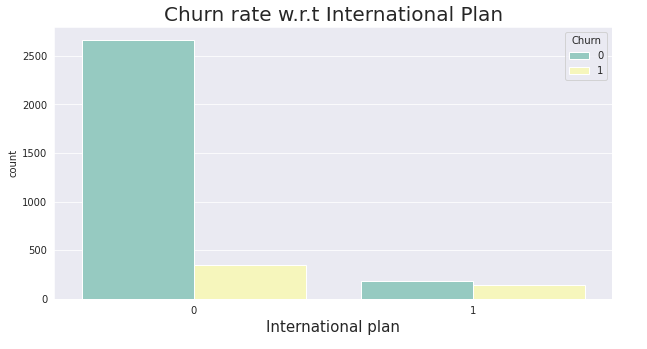 Churn rate w.r.t International Plan
Churn
0
1
2500
2000
1500
1000
500
0
count
0
1
International plan